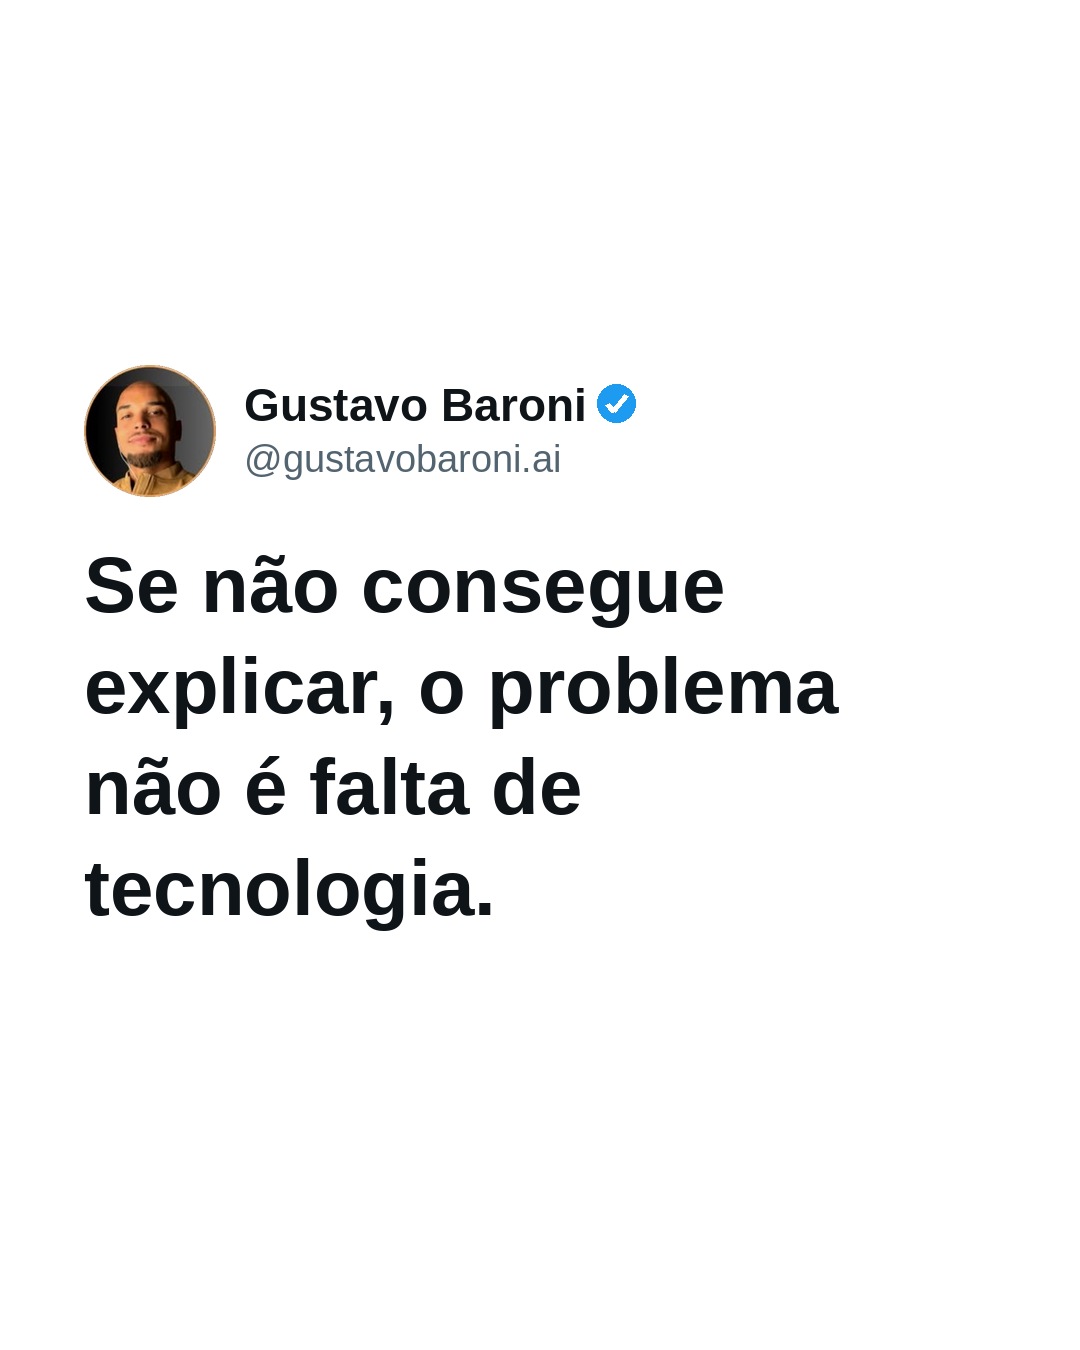 Gustavo Baroni
@gustavobaroni.ai
Se não consegue
explicar, o problema
não é falta de
tecnologia.